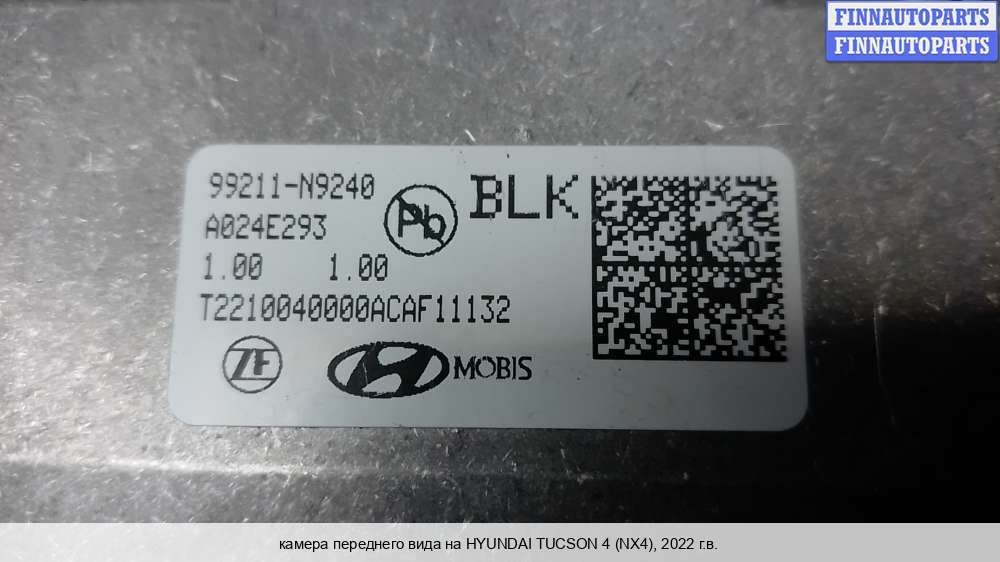 FINNAUTOPARTS
FINNAUTOPARTS
99211-N9240
A024E293
Pb
BLK
1.00 1.00
T2210040000ACAF11132
ZF
MOBIS
камера переднего вида на HYUNDAI TUCSON 4 (NX4), 2022 г.в.